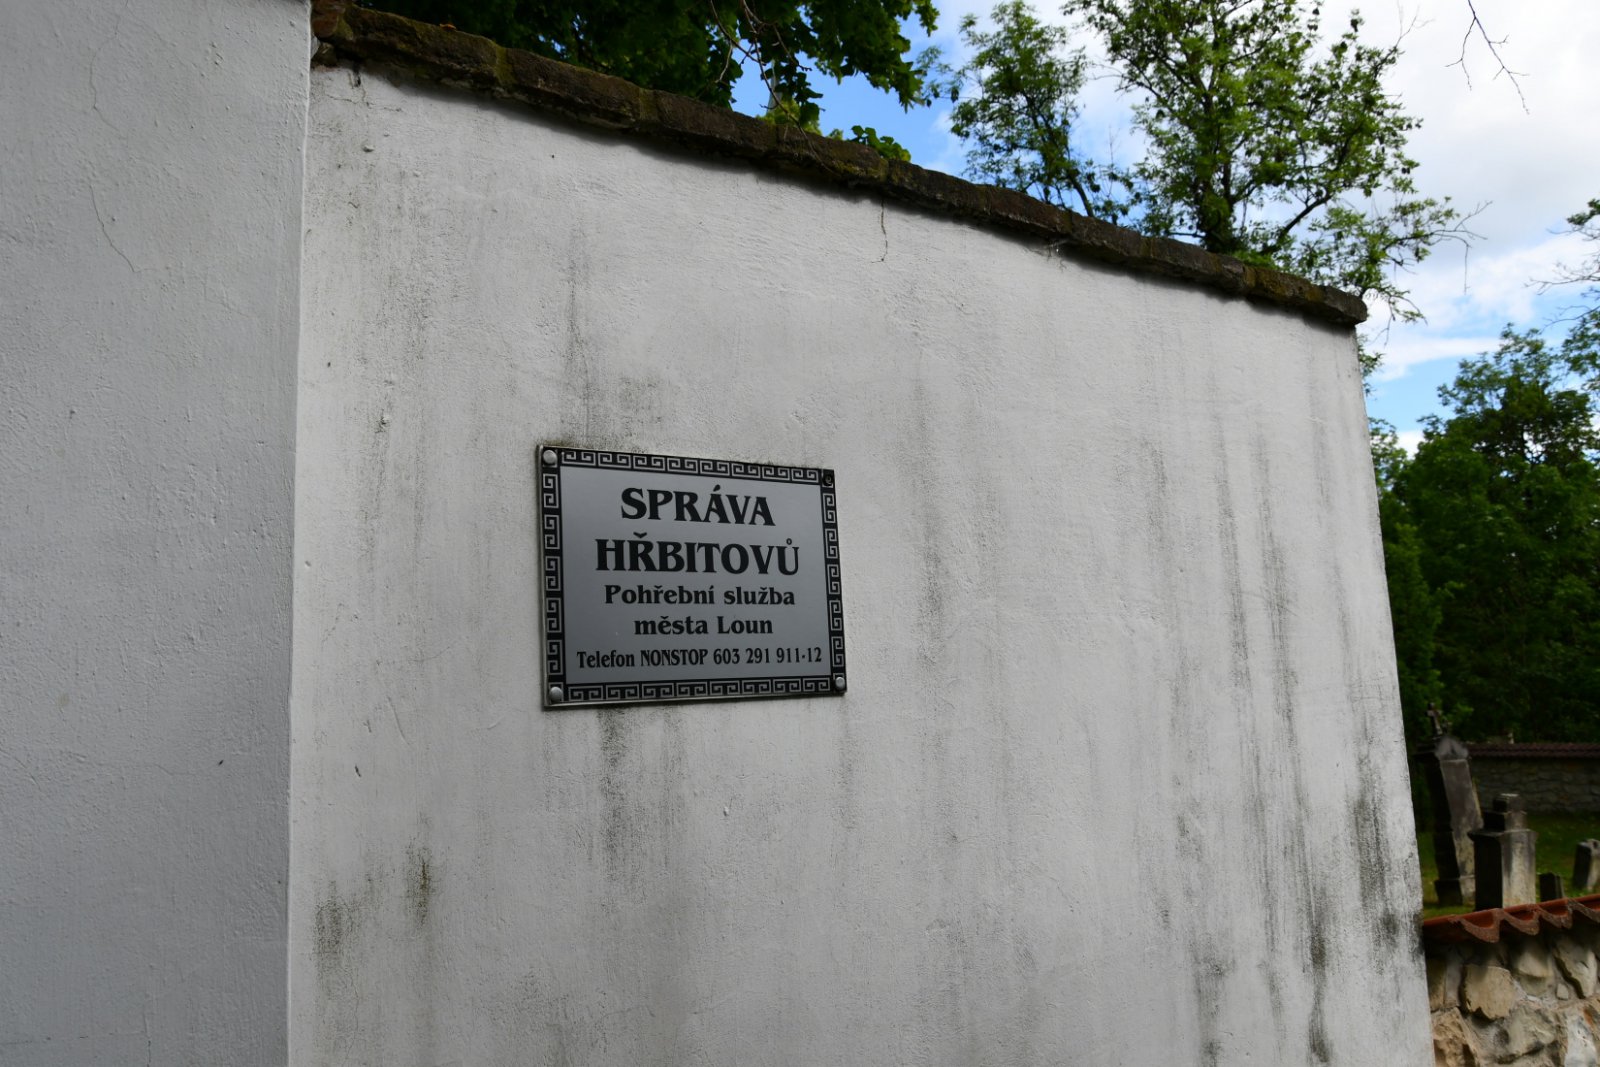 SPRÁVA
HŘBITOVŮ
Pohřební služba
města Loun
Telefon NONSTOP 603 291 911-12